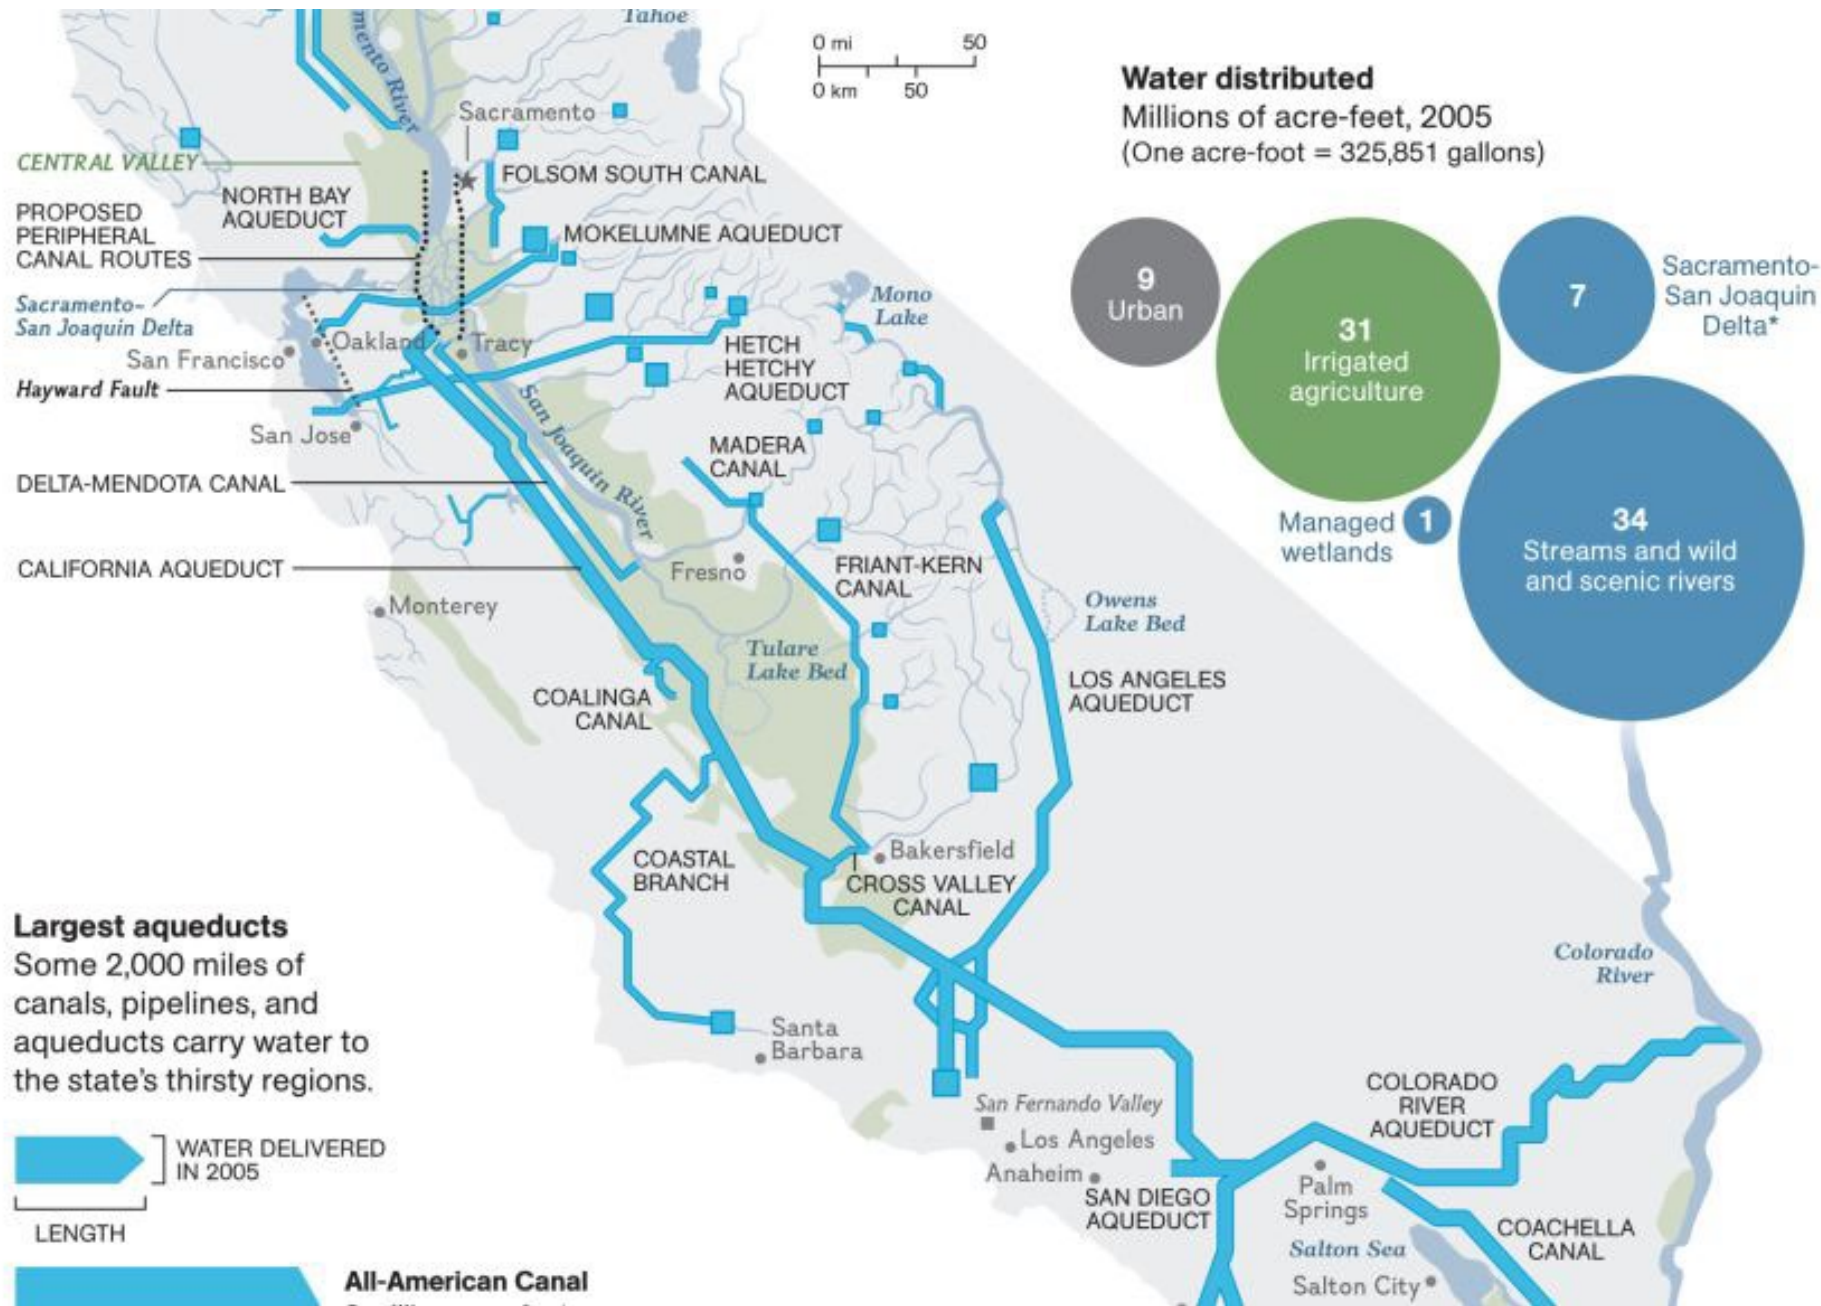 Tahoe
mento River
0 mi 50
0 km 50
Water distributed
Millions of acre-feet, 2005
(One acre-foot = 325,851 gallons)
Sacramento
CENTRAL VALLEY
FOLSOM SOUTH CANAL
NORTH BAY
AQUEDUCT
PROPOSED
PERIPHERAL
CANAL ROUTES
MOKELUMNE AQUEDUCT
9
Urban
31
Irrigated
agriculture
7
Sacramento-
San Joaquin
Delta*
Managed
wetlands
1
34
Streams and wild
and scenic rivers
Sacramento-
San Joaquin Delta
Mono
Lake
Oakland
Tracy
San Francisco
HETCH
HETCHY
AQUEDUCT
Hayward Fault
San Jose
San Joaquin River
MADERA
CANAL
DELTA-MENDOTA CANAL
CALIFORNIA AQUEDUCT
Fresno
FRIANT-KERN
CANAL
Monterey
Owens
Lake Bed
Tulare
Lake Bed
COALINGA
CANAL
LOS ANGELES
AQUEDUCT
COASTAL
BRANCH
Bakersfield
CROSS VALLEY
CANAL
Colorado
River
Largest aqueducts
Some 2,000 miles of
canals, pipelines, and
aqueducts carry water to
the state's thirsty regions.
Santa
Barbara
San Fernando Valley
Los Angeles
Anaheim
SAN DIEGO
AQUEDUCT
COLORADO
RIVER
AQUEDUCT
Palm
Springs
COACHELLA
CANAL
Salton Sea
Salton City
WATER DELIVERED
IN 2005
LENGTH
All-American Canal